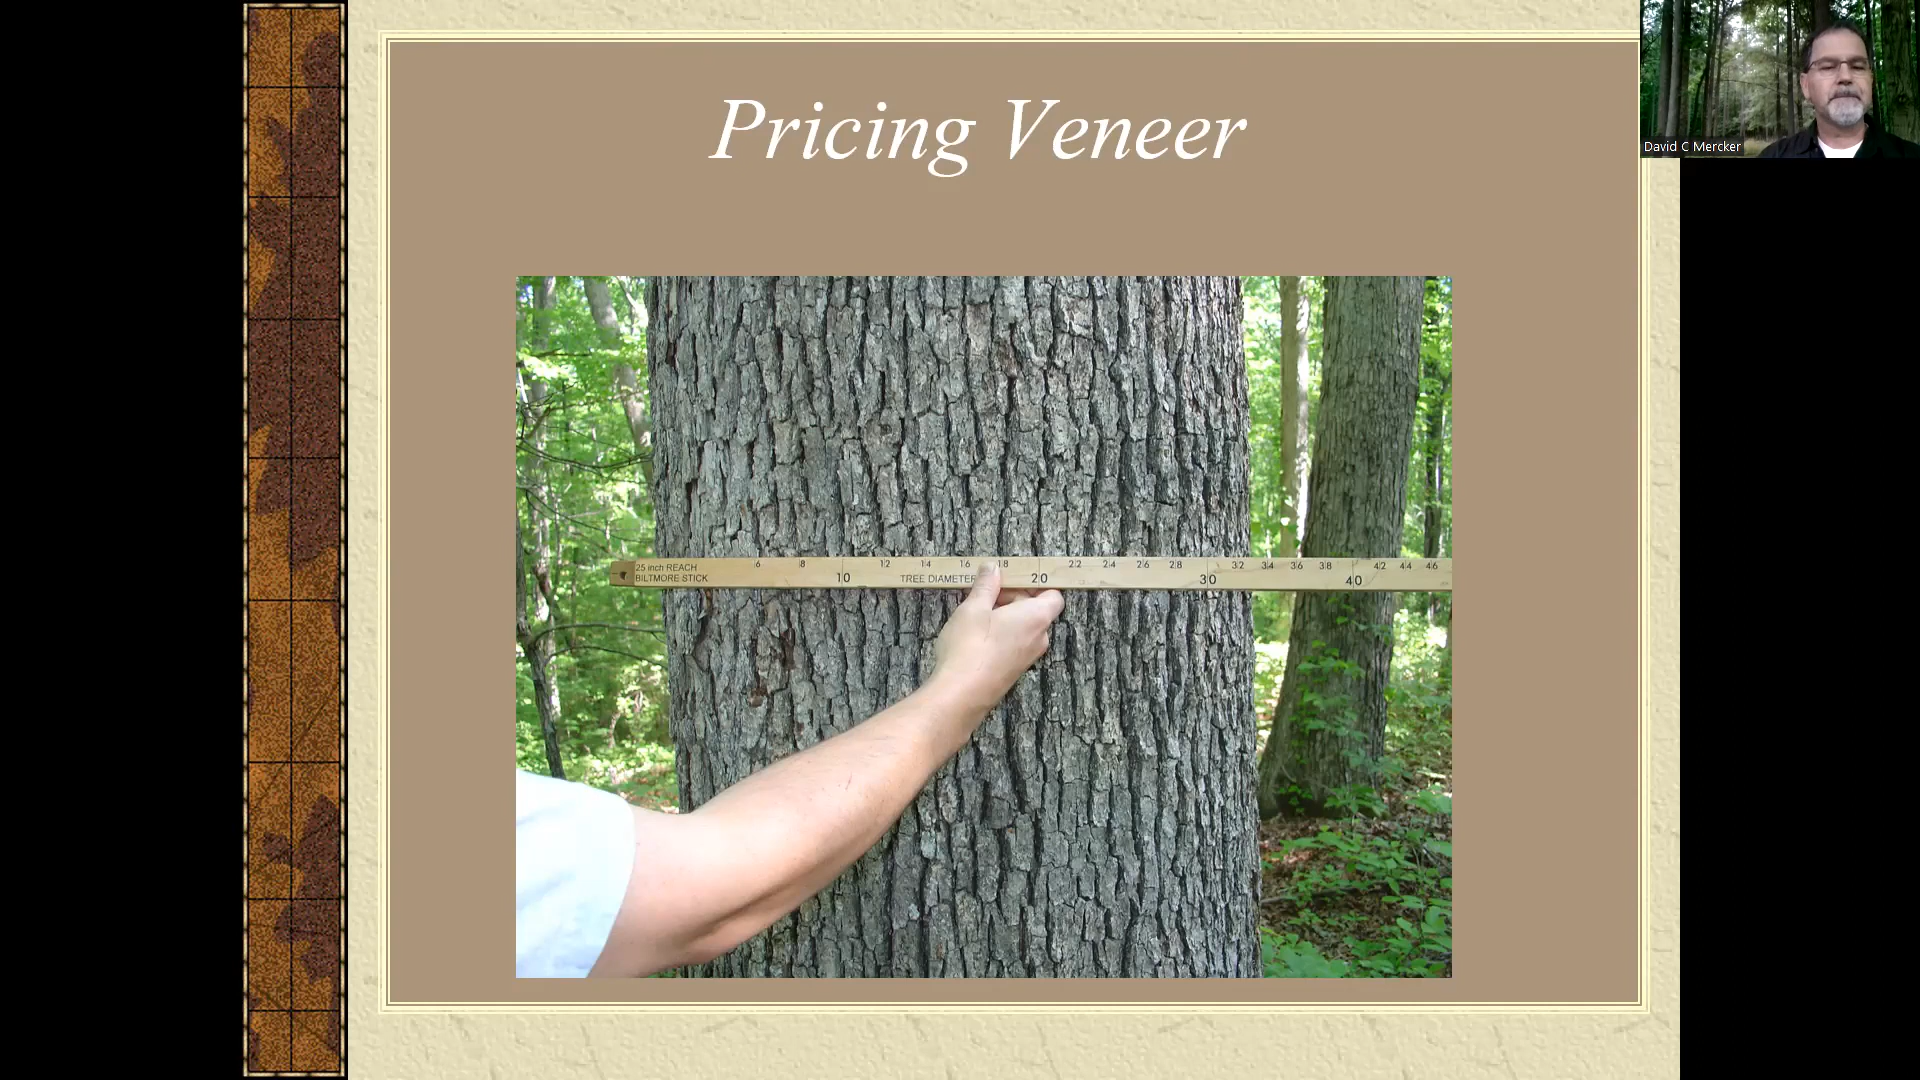 Pricing Veneer
David C Mercker
25 inch REACH
BILTMORE STICK
TREE DIAMETER
6 8 10 12 14 16 18 20 22 24 26 28 30 32 34 36 38 40 42 44 46